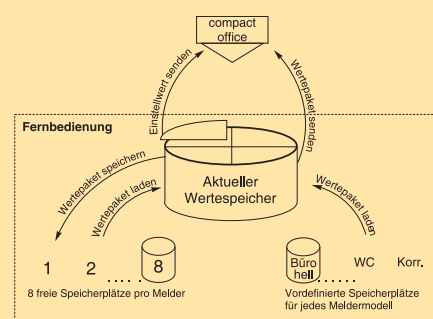 compact
office
Einstellwert senden
Wertepaket senden
Fernbedienung
Wertepaket speichern
Wertepaket laden
Aktueller
Wertespeicher
Wertepaket laden
1 2 ..... 8
Büro
hell ..... WC Korr.
8 freie Speicherplätze pro Melder
Vordefinierte Speicherplätze
für jedes Meldermodell